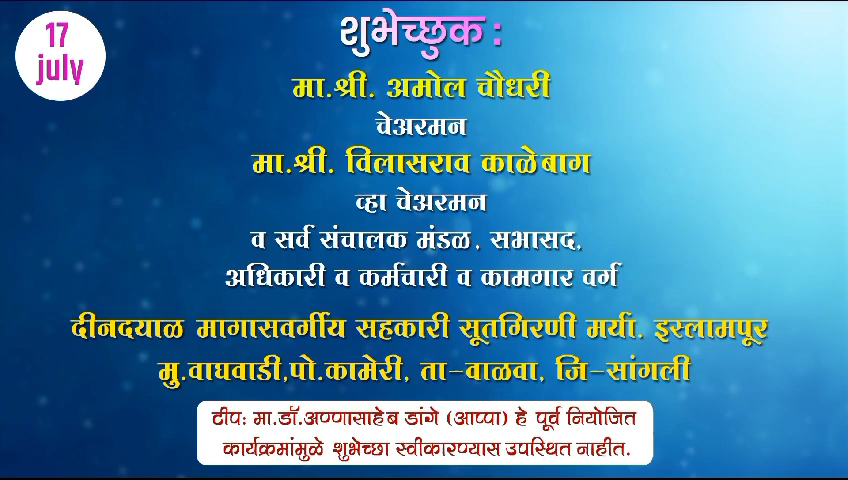 17
july
शुभेच्छुक :
मा.श्री. अमोल चौधरी
चेअरमन
मा.श्री. विलासराव काळेबाग
व्हा चेअरमन
व सर्व संचालक मंडळ, सभासद,
अधिकारी व कर्मचारी व कामगार वर्ग
दीनदयाळ मागासवर्गीय सहकारी सूतगिरणी मर्या. इस्लामपूर
मु.वाघवाडी,पो.कामेरी, ता-वाळवा, जि-सांगली
टीप: मा.डॉ.अण्णासाहेब डांगे (आप्पा) हे पूर्व नियोजित
कार्यक्रमांमुळे शुभेच्छा स्वीकारण्यास उपस्थित नाहीत.